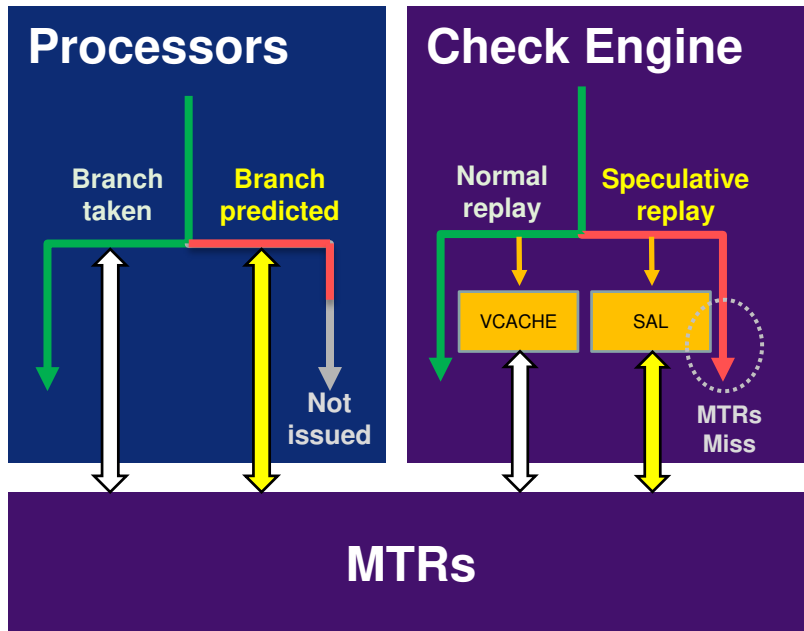 Processors
Branch
taken
Branch
predicted
Not
issued
Check Engine
Normal
replay
Speculative
replay
VCACHE
SAL
MTRs
Miss
MTRs